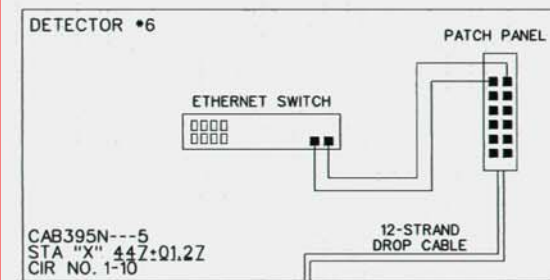 DETECTOR •6
PATCH PANEL
ETHERNET SWITCH
12-STRAND
DROP CABLE
CAB395N---5
STA "X" 447+01.27
CIR NO. 1-10